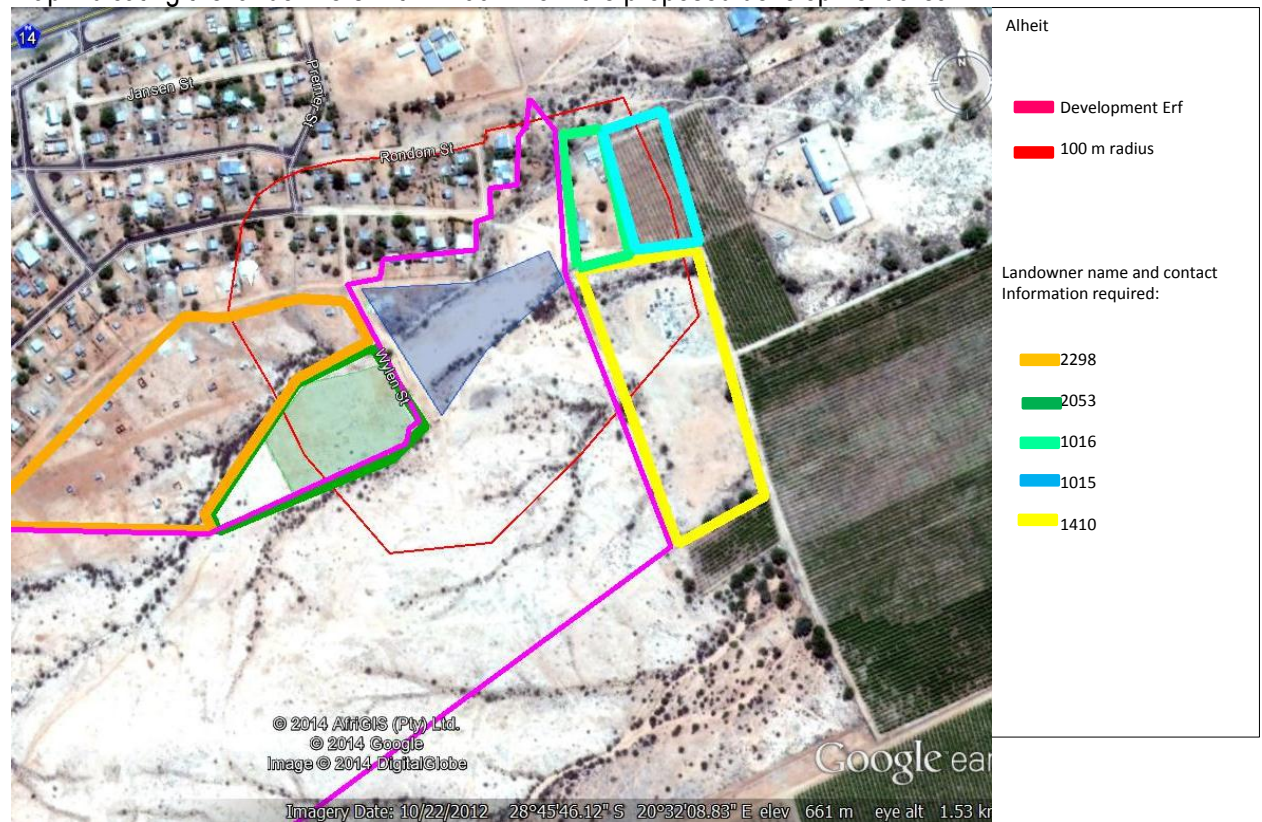 14
Jansen St
Premier St
Rondom St
Wylen St
© 2014 AfriGIS (Pty) Ltd.
© 2014 Google
Image © 2014 DigitalGlobe
Google ear
Imagery Date: 10/22/2012 28°45'46.12" S 20°32'08.83" E elev 661 m eye alt 1.53 km
N
Alheit
Development Erf
100 m radius
Landowner name and contact
Information required:
2298
2053
1016
1015
1410